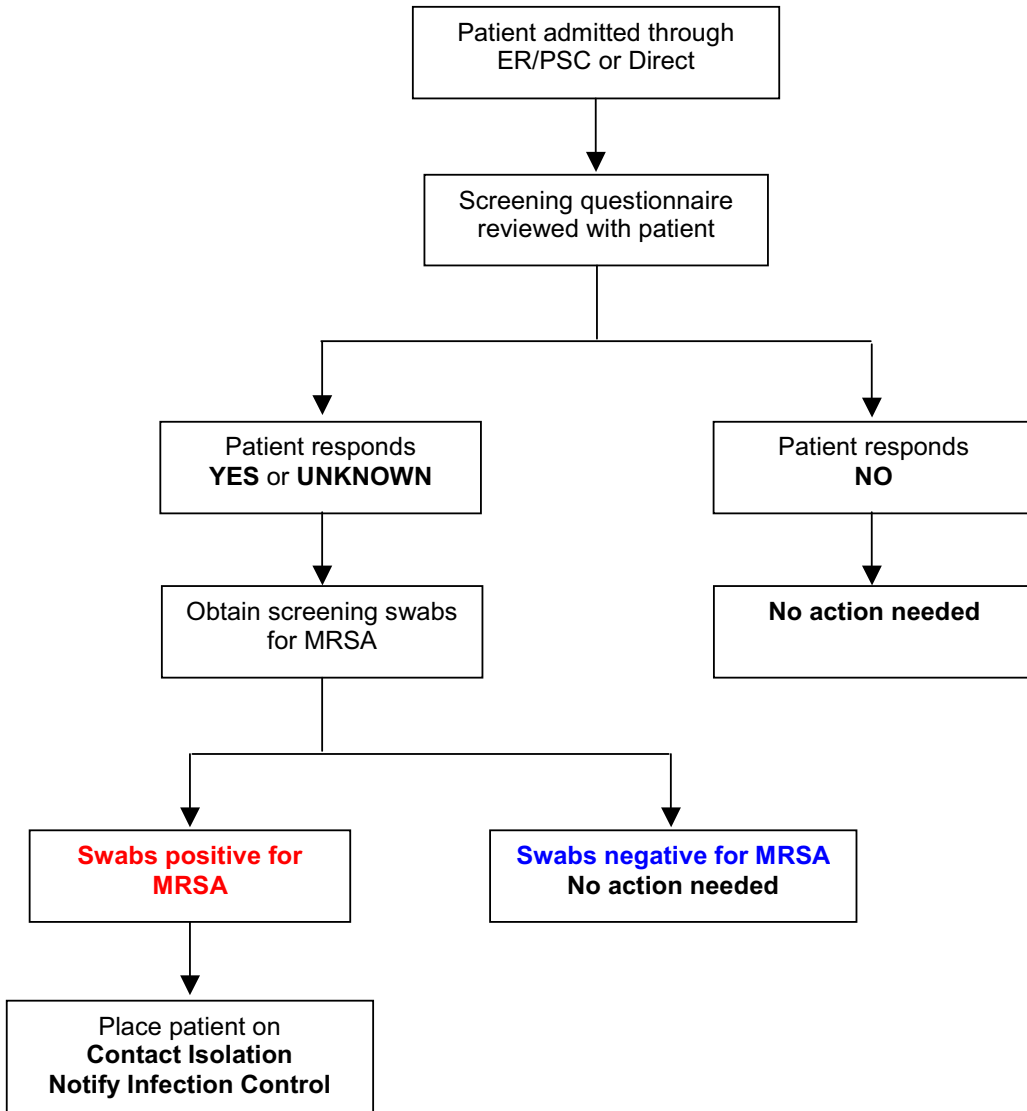 Patient admitted through
ER/PSC or Direct
Screening questionnaire
reviewed with patient
Patient responds
YES or UNKNOWN
Patient responds
NO
Obtain screening swabs
for MRSA
No action needed
Swabs positive for
MRSA
Swabs negative for MRSA
No action needed
Place patient on
Contact Isolation
Notify Infection Control